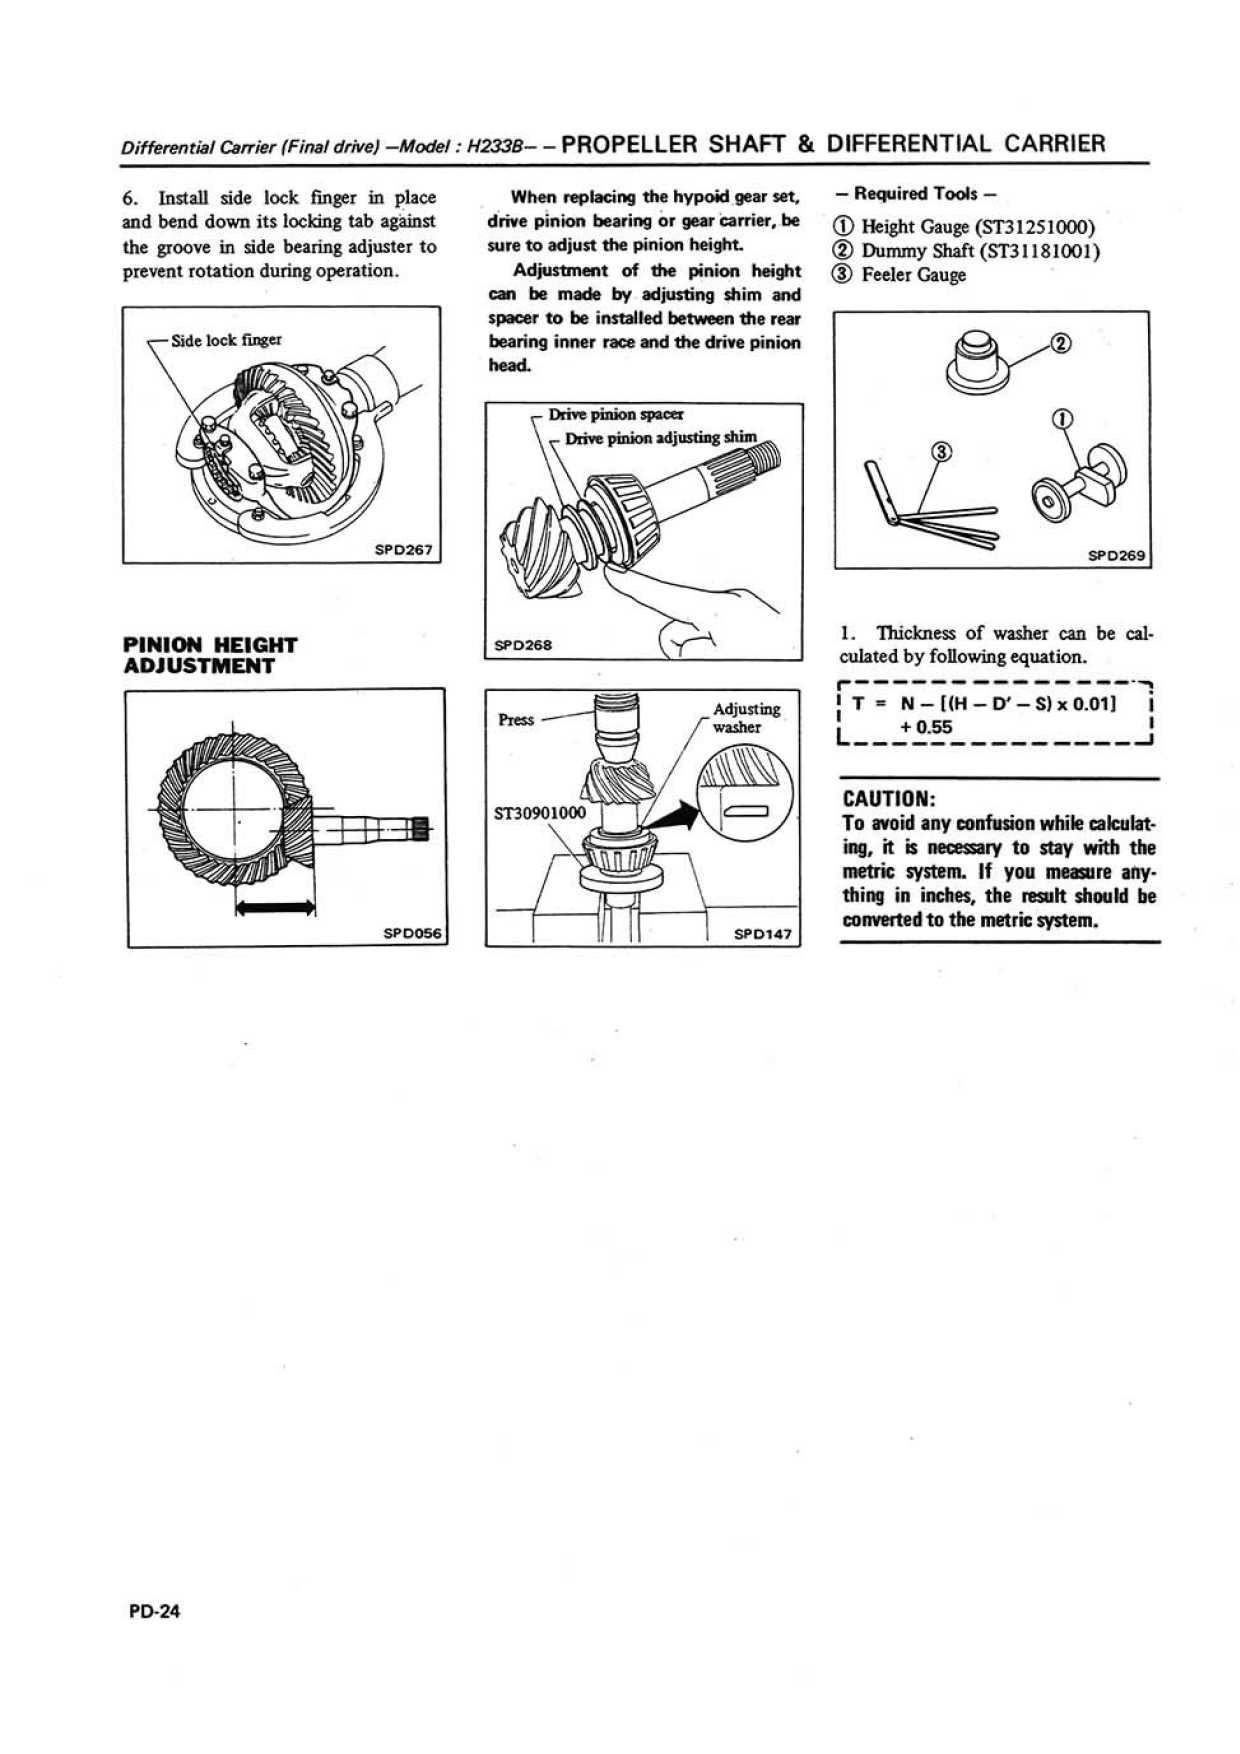 Differential Carrier (Final drive) —Model : H233B— – PROPELLER SHAFT & DIFFERENTIAL CARRIER
6. Install side lock finger in place
and bend down its locking tab against
the groove in side bearing adjuster to
prevent rotation during operation.
Side lock finger
SPD267
PINION HEIGHT
ADJUSTMENT
SPD056
When replacing the hypoid gear set,
drive pinion bearing or gear carrier, be
sure to adjust the pinion height.
Adjustment of the pinion height
can be made by adjusting shim and
spacer to be installed between the rear
bearing inner race and the drive pinion
head.
Drive pinion spacer
Drive pinion adjusting shim
SPD268
Press
Adjusting
washer
ST30901000
SPD147
– Required Tools –
① Height Gauge (ST31251000)
② Dummy Shaft (ST31181001)
③ Feeler Gauge
②
①
③
SPD269
1. Thickness of washer can be cal-
culated by following equation.
T = N – [(H – D′ – S) x 0.01]
+ 0.55
CAUTION:
To avoid any confusion while calculat-
ing, it is necessary to stay with the
metric system. If you measure any-
thing in inches, the result should be
converted to the metric system.
PD-24